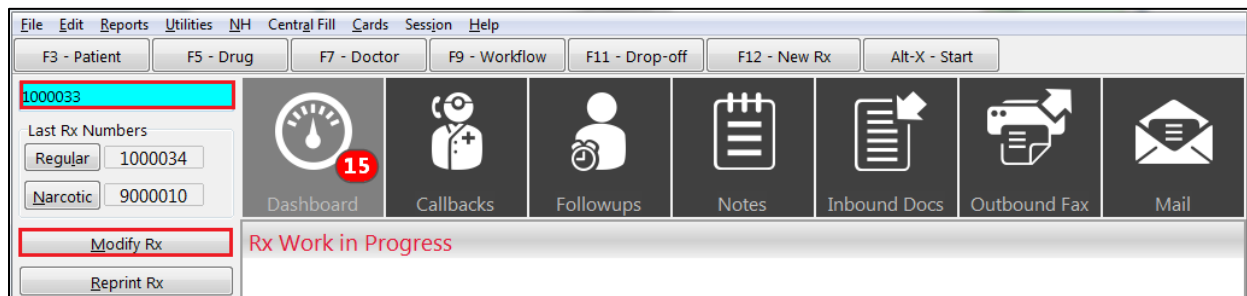 File Edit Reports Utilities NH Central Fill Cards Session Help
F3 - Patient F5 - Drug F7 - Doctor F9 - Workflow F11 - Drop-off F12 - New Rx Alt-X - Start
1000033
Last Rx Numbers
Regular 1000034
Narcotic 9000010
Modify Rx
Reprint Rx
15
Dashboard Callbacks Followups Notes Inbound Docs Outbound Fax Mail
Rx Work in Progress